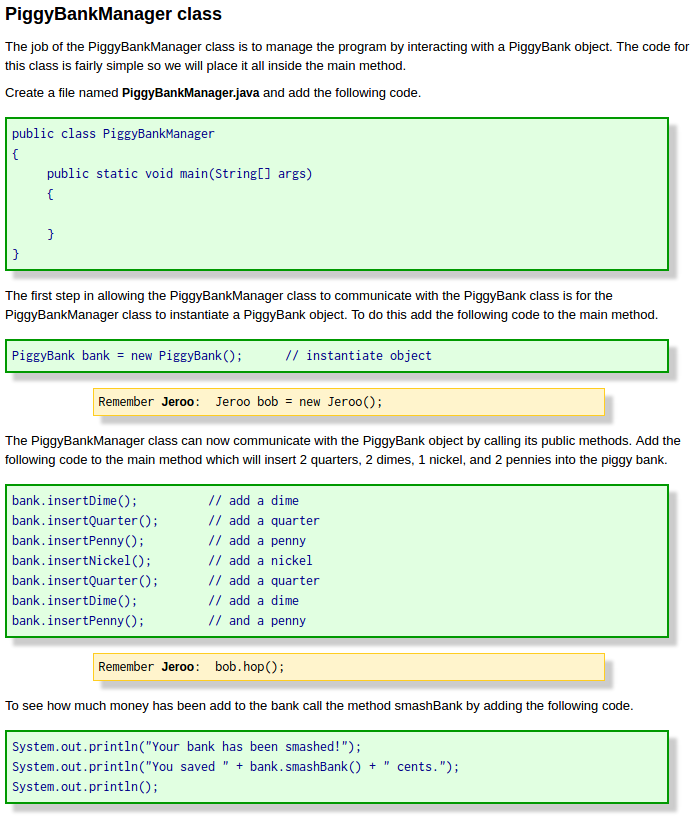 PiggyBankManager class
The job of the PiggyBankManager class is to manage the program by interacting with a PiggyBank object. The code for
this class is fairly simple so we will place it all inside the main method.
Create a file named PiggyBankManager.java and add the following code.
public class PiggyBankManager
{
public static void main(String[] args)
{
}
}
The first step in allowing the PiggyBankManager class to communicate with the PiggyBank class is for the
PiggyBankManager class to instantiate a PiggyBank object. To do this add the following code to the main method.
PiggyBank bank = new PiggyBank();      // instantiate object
Remember Jeroo:  Jeroo bob = new Jeroo();
The PiggyBankManager class can now communicate with the PiggyBank object by calling its public methods. Add the
following code to the main method which will insert 2 quarters, 2 dimes, 1 nickel, and 2 pennies into the piggy bank.
bank.insertDime();          // add a dime
bank.insertQuarter();       // add a quarter
bank.insertPenny();         // add a penny
bank.insertNickel();        // add a nickel
bank.insertQuarter();       // add a quarter
bank.insertDime();          // add a dime
bank.insertPenny();         // and a penny
Remember Jeroo:  bob.hop();
To see how much money has been add to the bank call the method smashBank by adding the following code.
System.out.println("Your bank has been smashed!");
System.out.println("You saved " + bank.smashBank() + " cents.");
System.out.println();